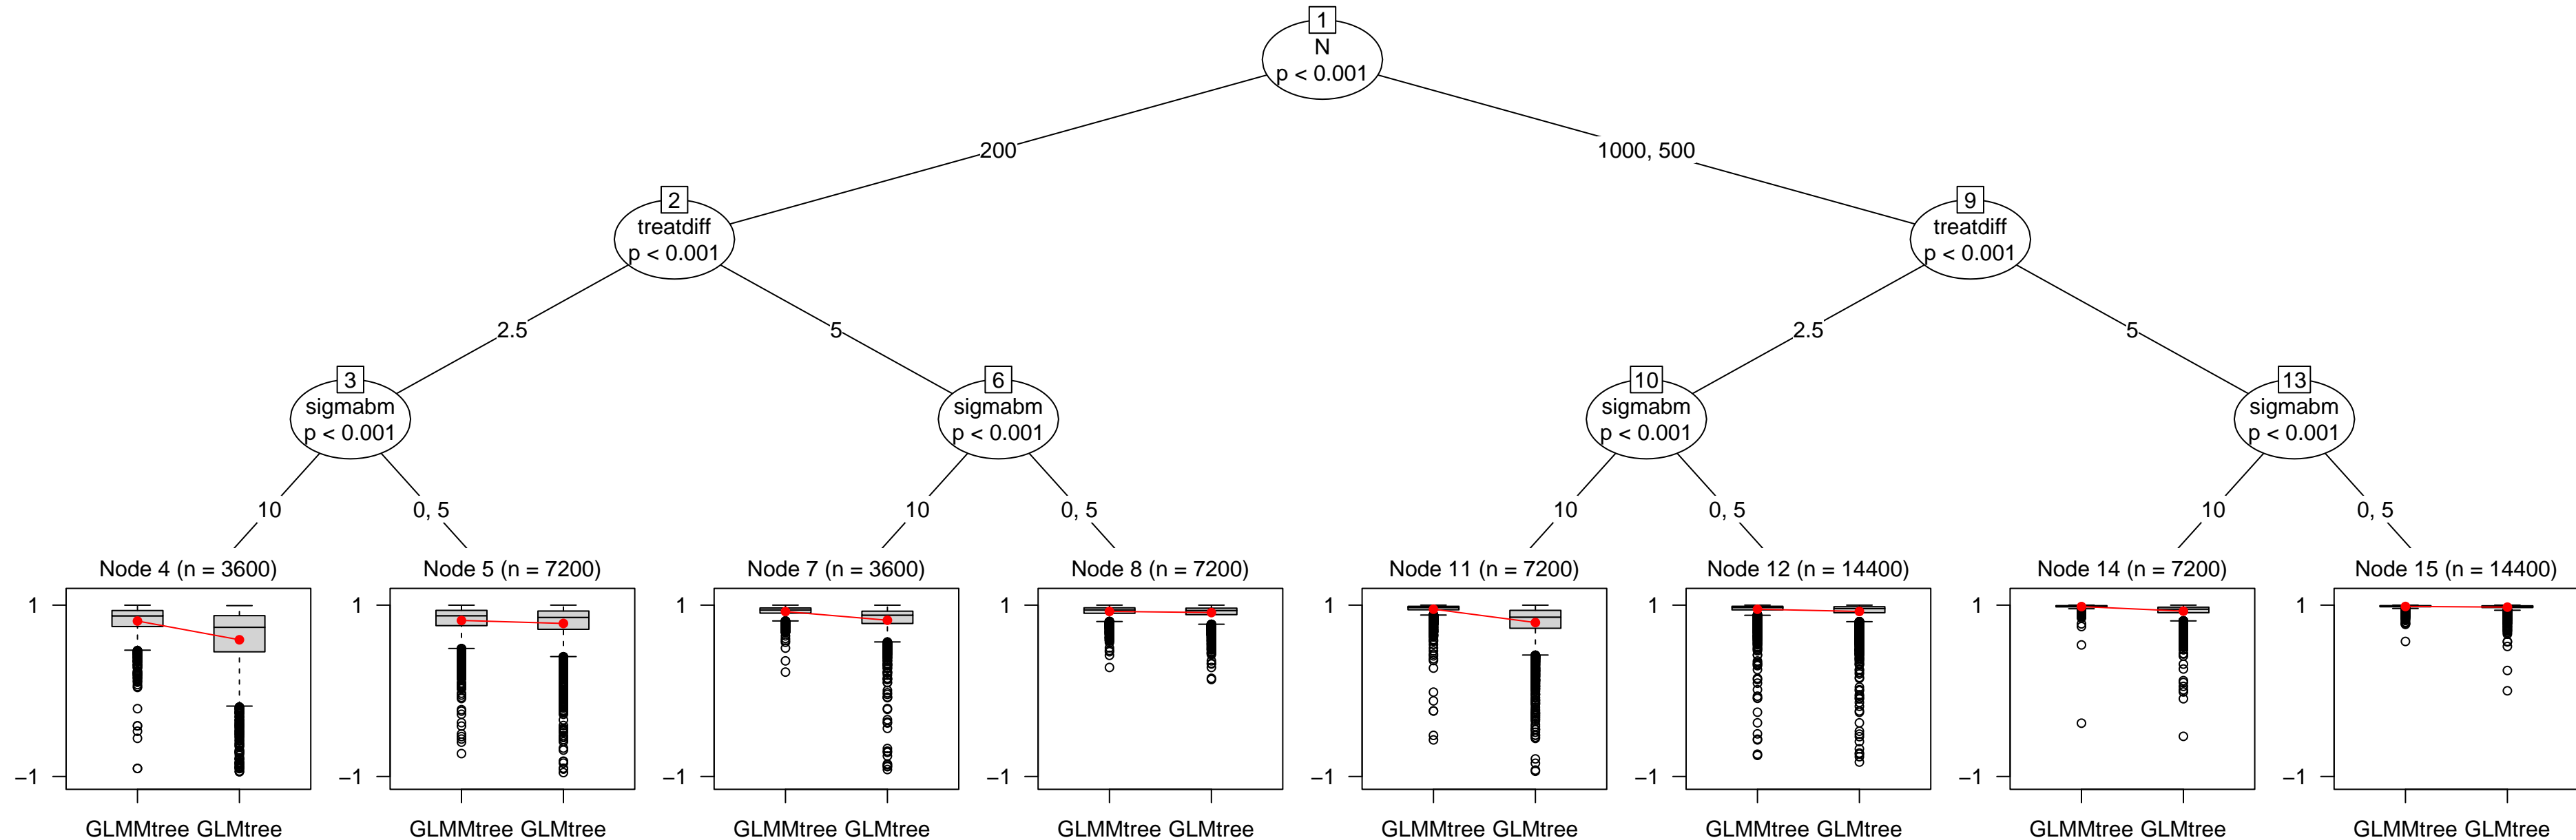 1
N
p < 0.001
200
1000, 500
2
treatdiff
p < 0.001
9
treatdiff
p < 0.001
2.5
5
2.5
5
3
sigmabm
p < 0.001
6
sigmabm
p < 0.001
10
sigmabm
p < 0.001
13
sigmabm
p < 0.001
10
0, 5
10
0, 5
10
0, 5
10
0, 5
Node 4 (n = 3600)
1
−1
GLMMtree GLMtree
Node 5 (n = 7200)
1
−1
GLMMtree GLMtree
Node 7 (n = 3600)
1
−1
GLMMtree GLMtree
Node 8 (n = 7200)
1
−1
GLMMtree GLMtree
Node 11 (n = 7200)
1
−1
GLMMtree GLMtree
Node 12 (n = 14400)
1
−1
GLMMtree GLMtree
Node 14 (n = 7200)
1
−1
GLMMtree GLMtree
Node 15 (n = 14400)
1
−1
GLMMtree GLMtree